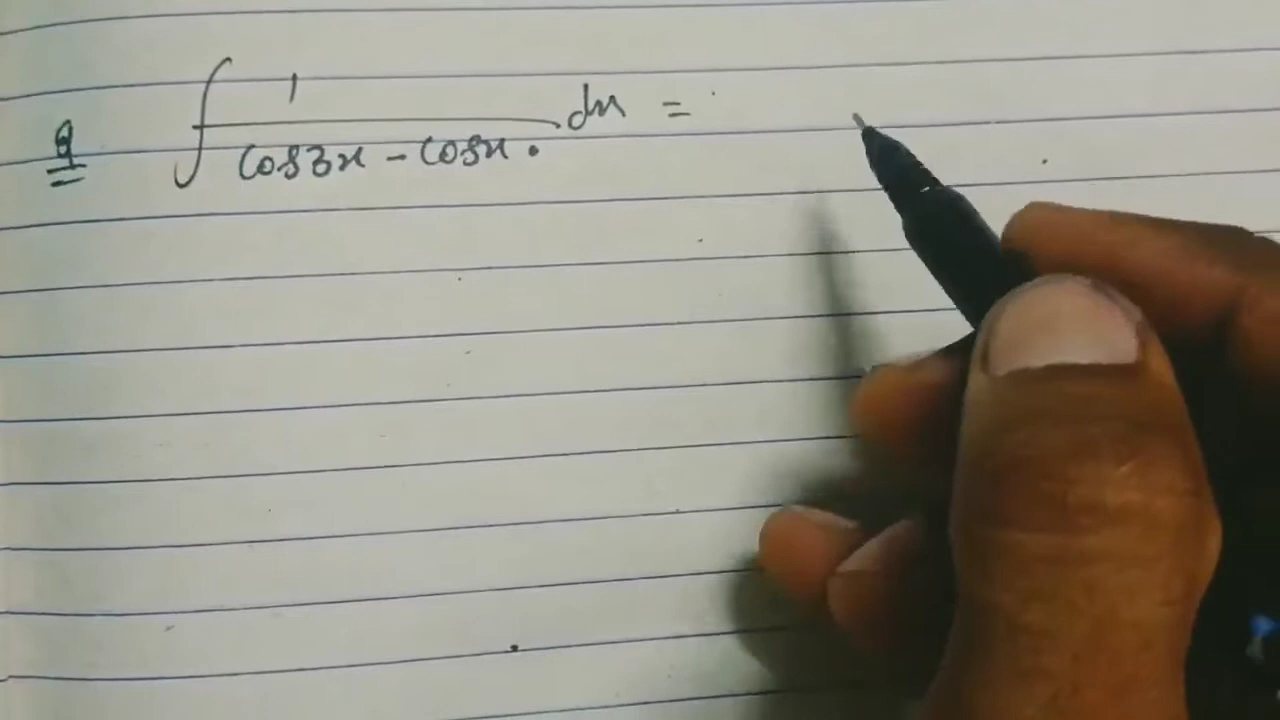 Q ∫ 1/(cos3x - cosx) dx =